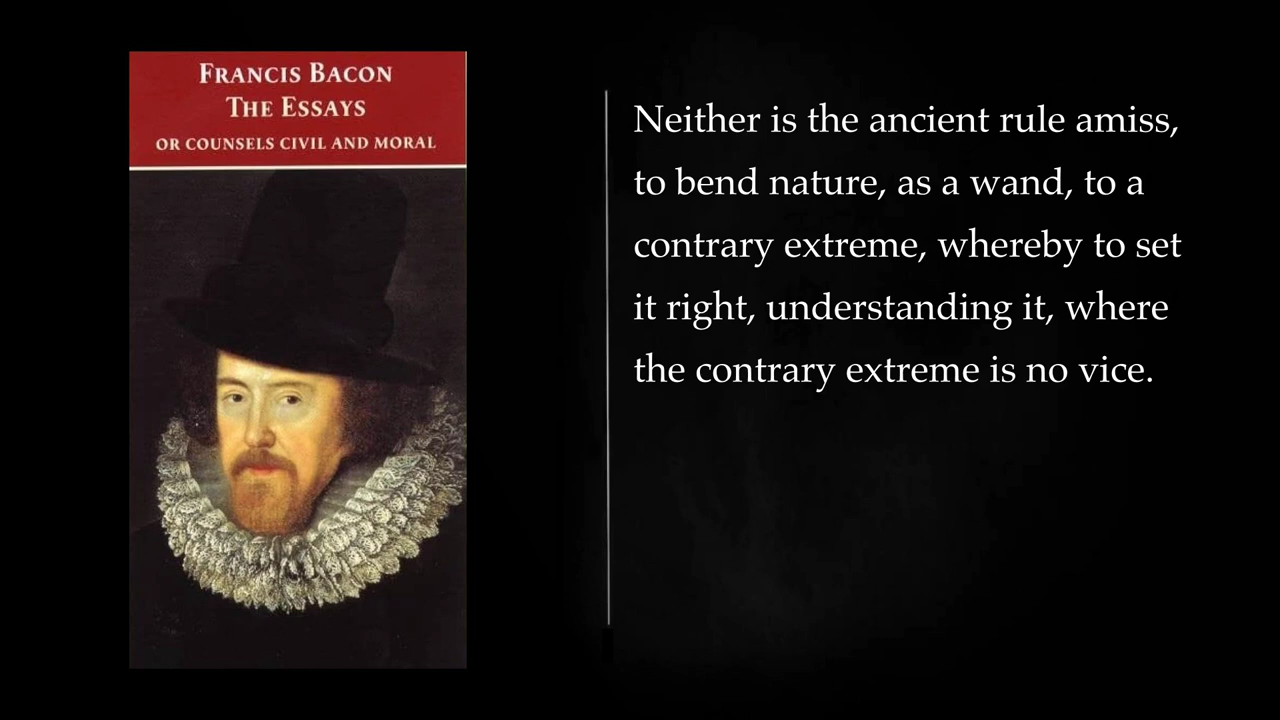 FRANCIS BACON
THE ESSAYS
OR COUNSELS CIVIL AND MORAL
Neither is the ancient rule amiss,
to bend nature, as a wand, to a
contrary extreme, whereby to set
it right, understanding it, where
the contrary extreme is no vice.